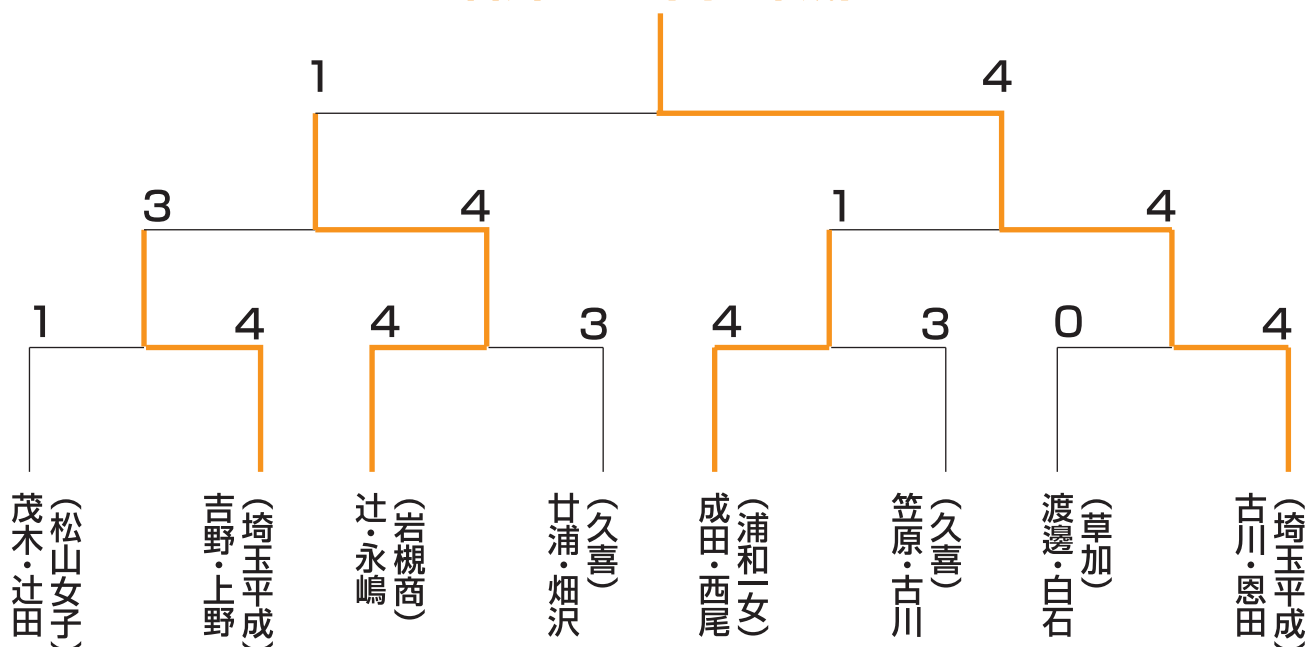 1 4
3 4 1 4
1 4 4 3 4 3 0 4
茂木・辻田
（松山女子）
吉野・上野
（埼玉平成）
辻・永嶋
（岩槻商）
廿浦・畑沢
（久喜）
成田・西尾
（浦和一女）
笠原・古川
（久喜）
渡邊・白石
（草加）
古川・恩田
（埼玉平成）